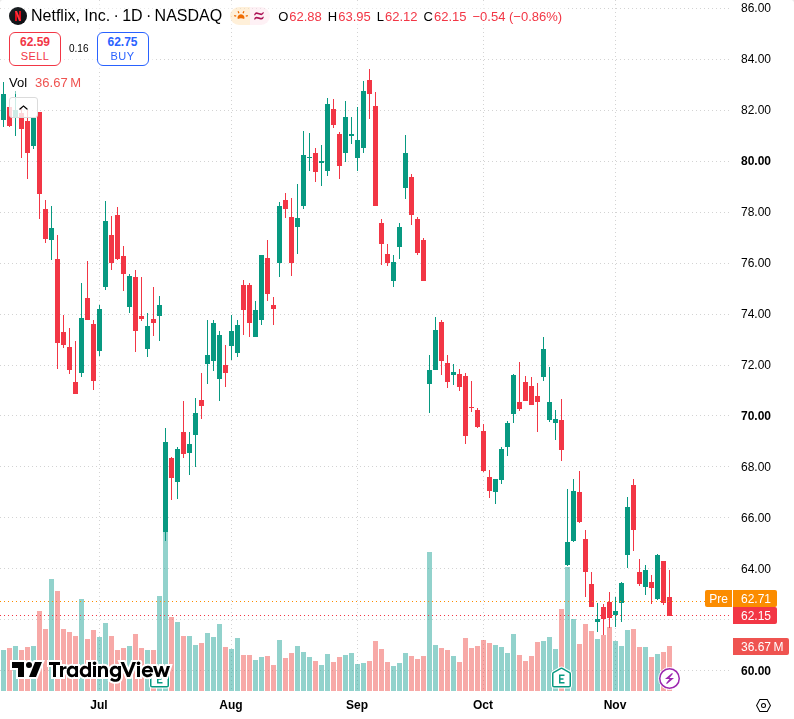 Netflix, Inc. · 1D · NASDAQ O62.88 H63.95 L62.12 C62.15 −0.54 (−0.86%)
62.59 SELL
0.16
62.75 BUY
Vol 36.67 M
86.00
84.00
82.00
80.00
78.00
76.00
74.00
72.00
70.00
68.00
66.00
64.00
Pre 62.71
62.15
36.67 M
60.00
TradingView
E
E
Jul Aug Sep Oct Nov